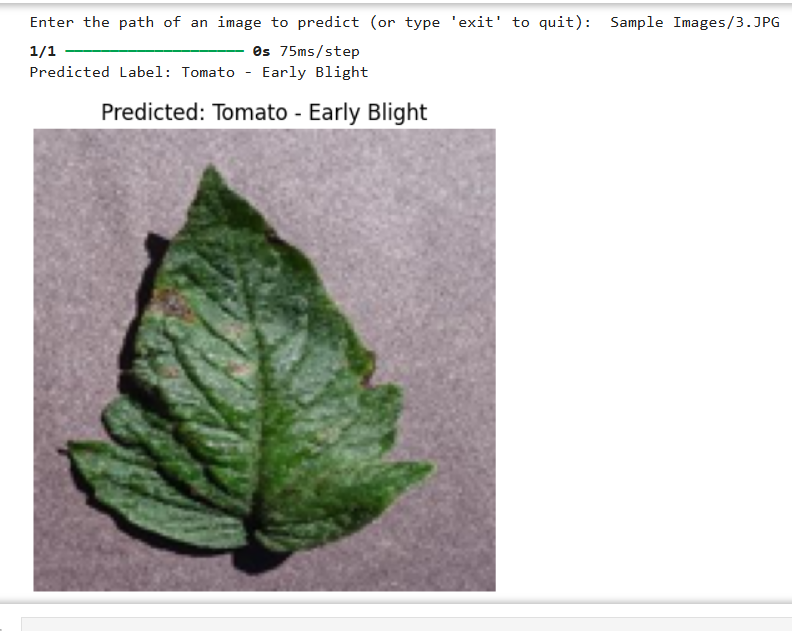 Enter the path of an image to predict (or type 'exit' to quit): Sample Images/3.JPG
1/1 ━━━━━━━━━━━━━━━━━━━━ 0s 75ms/step
Predicted Label: Tomato - Early Blight
Predicted: Tomato - Early Blight